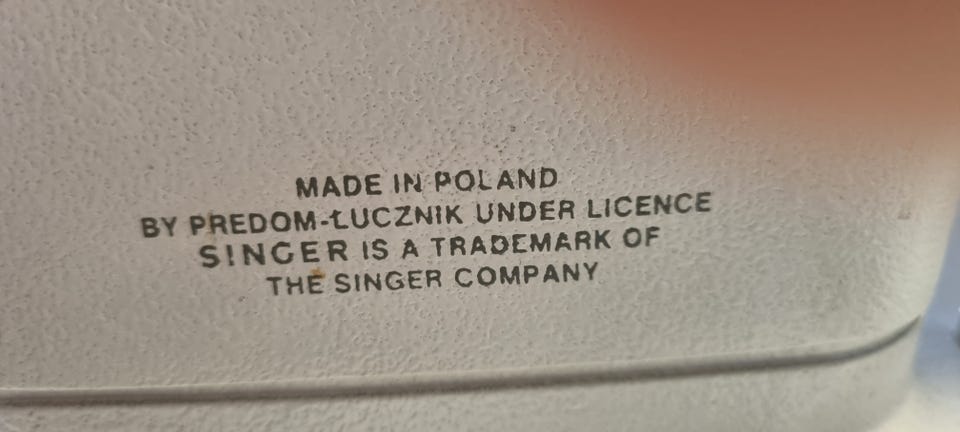 MADE IN POLAND
BY PREDOM-ŁUCZNIK UNDER LICENCE
SINGER IS A TRADEMARK OF
THE SINGER COMPANY